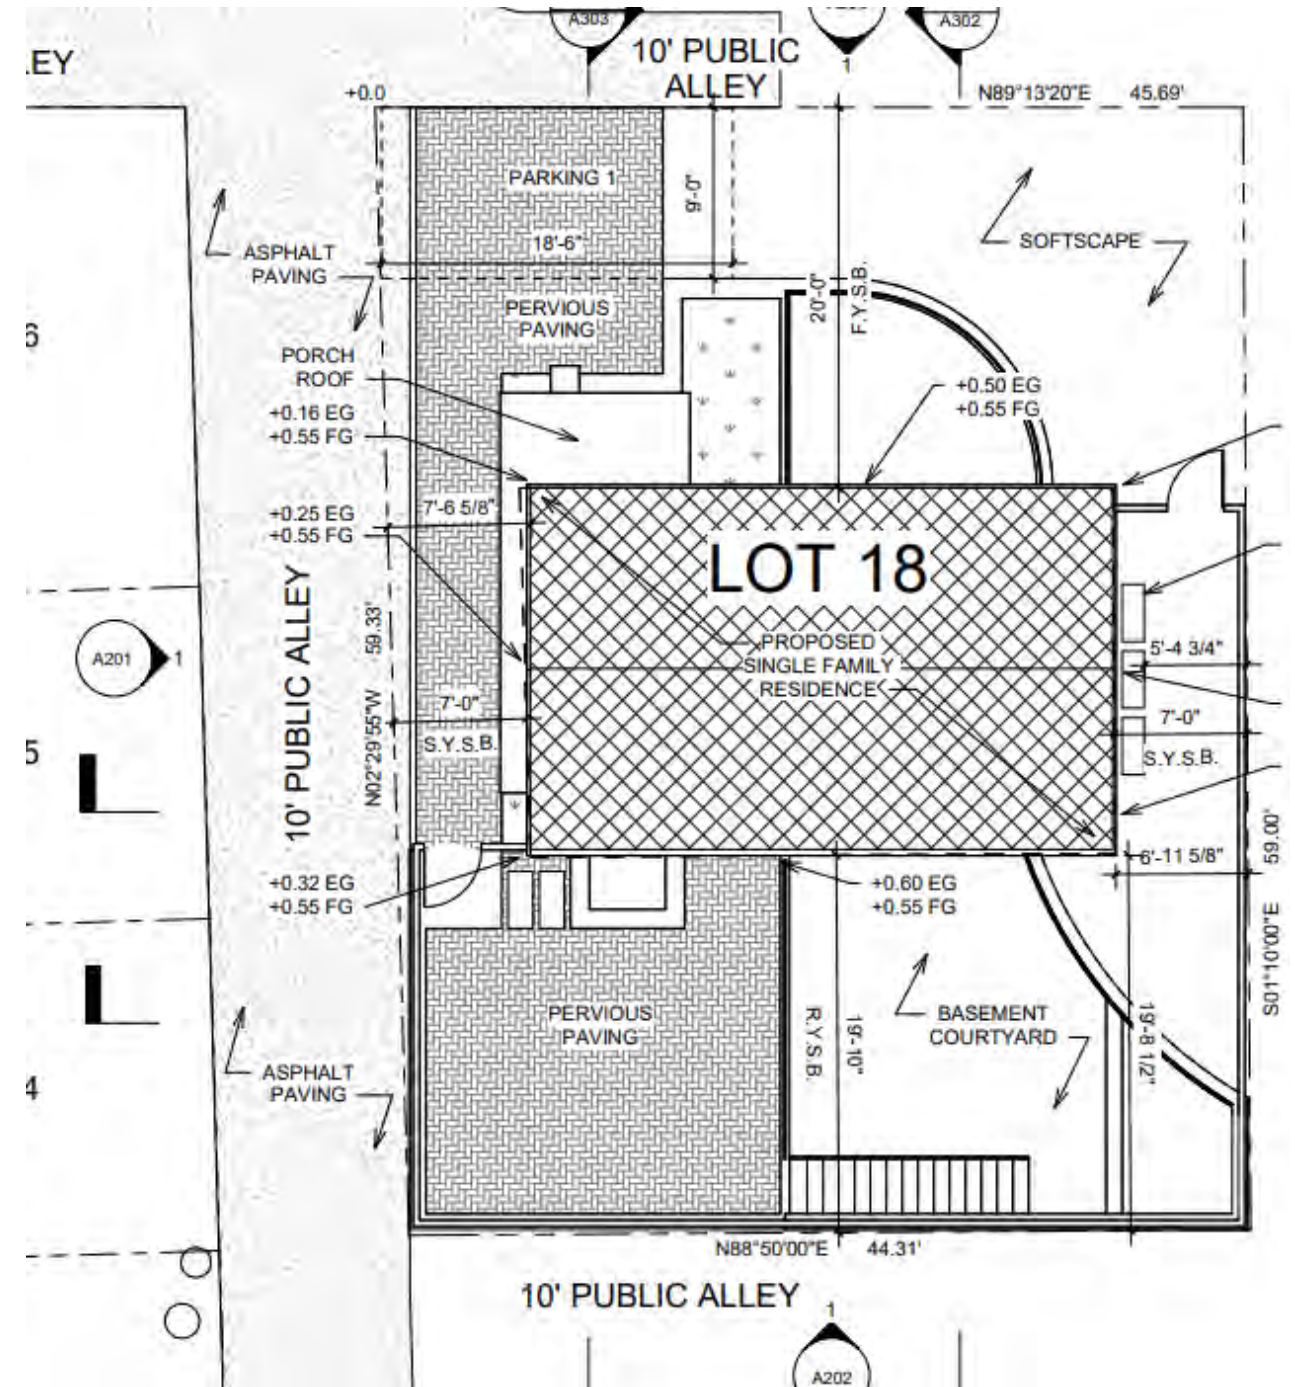 A303
A302
10' PUBLIC
ALLEY
1
EY
+0.0
N89°13'20"E 45.69'
PARKING 1
9'-0"
18'-6"
ASPHALT
PAVING
SOFTSCAPE
20'-0"
F.Y.S.B.
PERVIOUS
PAVING
6
PORCH
ROOF
+0.16 EG
+0.55 FG
+0.50 EG
+0.55 FG
7'-6 5/8"
+0.25 EG
+0.55 FG
LOT 18
10' PUBLIC ALLEY
N02°29'55"W 59.33'
A201
1
PROPOSED
SINGLE FAMILY
RESIDENCE
5'-4 3/4"
7'-0"
S.Y.S.B.
7'-0"
S.Y.S.B.
5
6'-11 5/8"
+0.32 EG
+0.55 FG
+0.60 EG
+0.55 FG
S01°10'00"E 59.00'
PERVIOUS
PAVING
R.Y.S.B.
19'-10"
BASEMENT
COURTYARD
19'-8 1/2"
ASPHALT
PAVING
4
N88°50'00"E 44.31'
10' PUBLIC ALLEY
1
A202